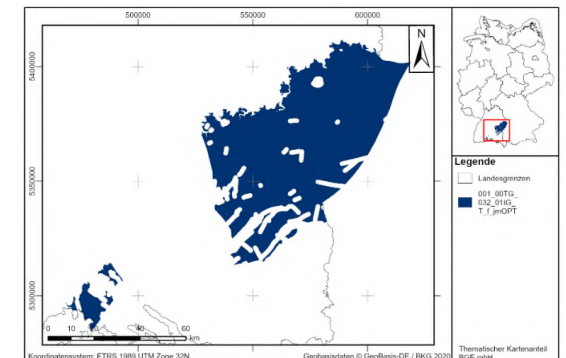 500000 550000 600000
N
5400000
5350000
5300000
0 10 20 40 60
km
Koordinatensystem: ETRS 1989 UTM Zone 32N
Geobasisdaten © GeoBasis-DE / BKG 2020
Legende
Landesgrenzen
001_00TG_
032_01IG_
T_f_jmOPT
Thematischer Kartenanteil
BGE mbH